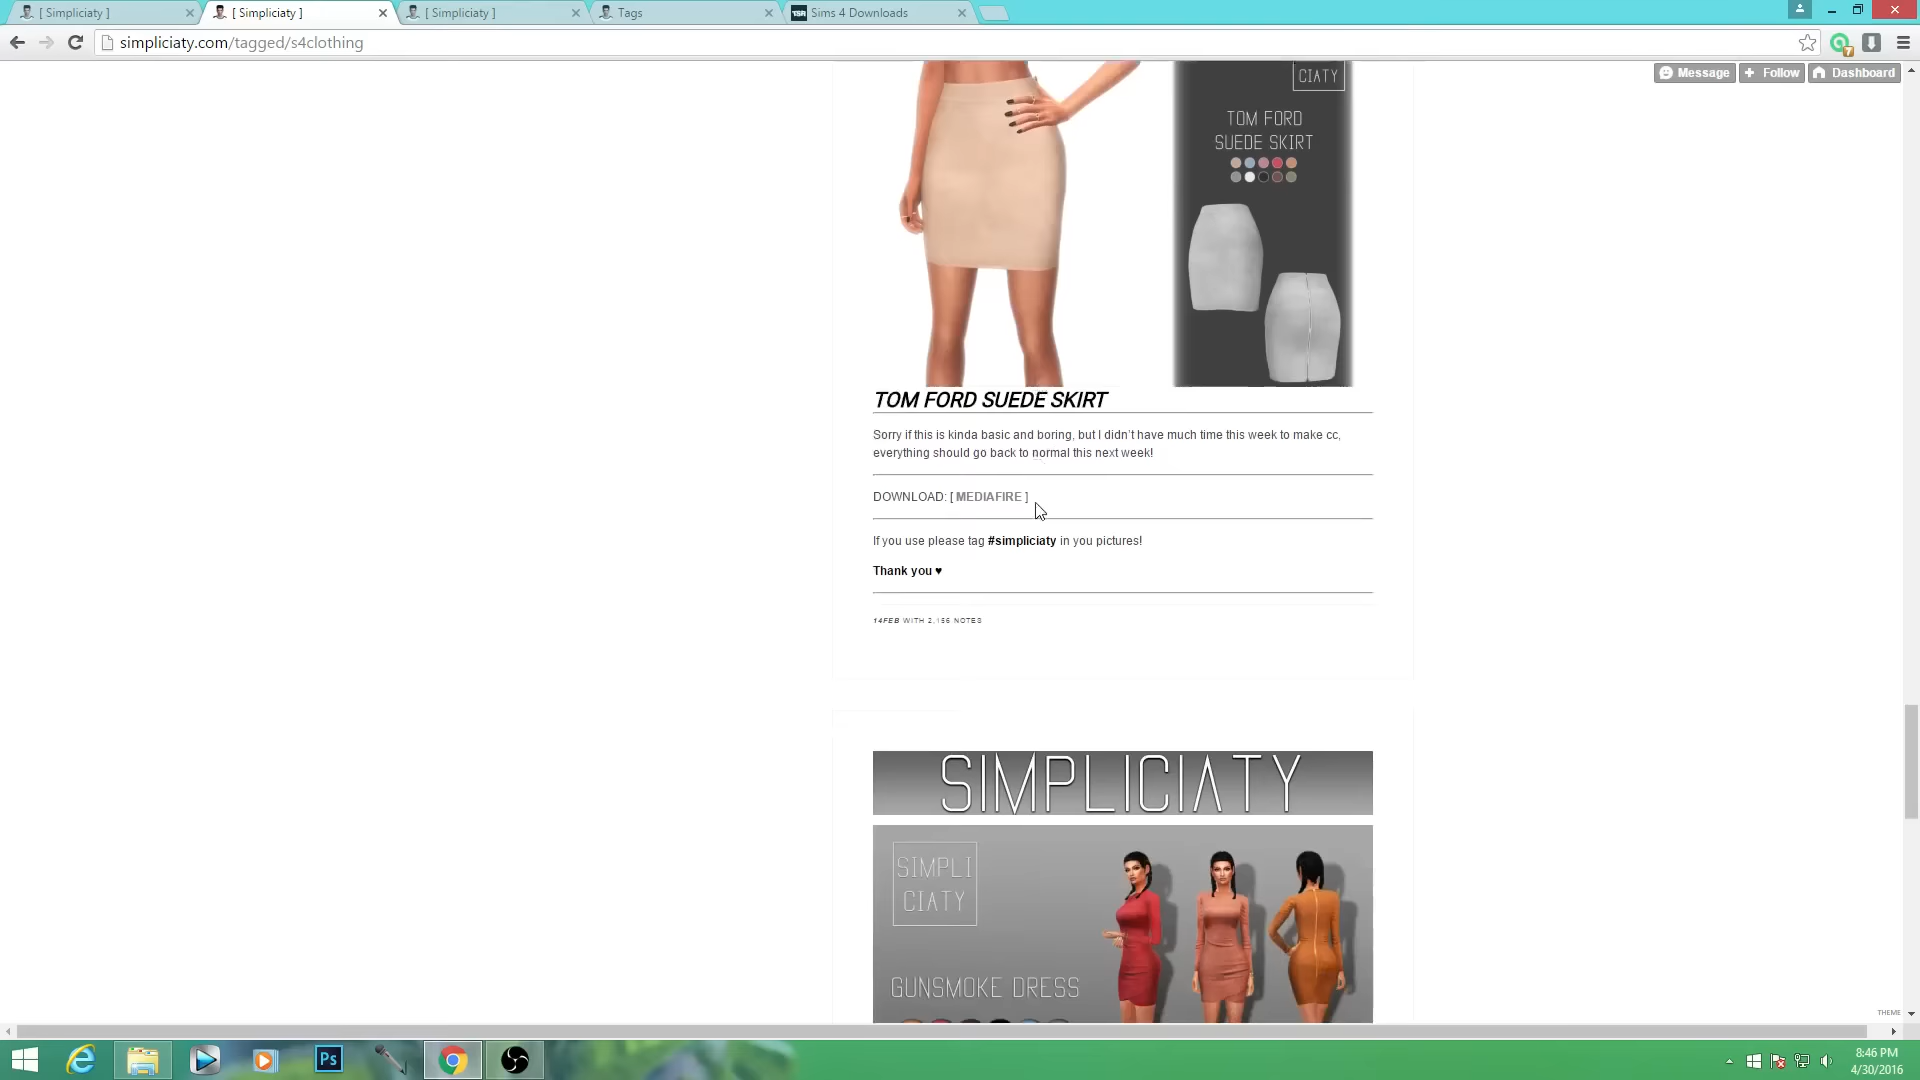 [ Simpliciaty ]
[ Simpliciaty ]
[ Simpliciaty ]
Tags
TSR Sims 4 Downloads
simpliciaty.com/tagged/s4clothing
7
Message
Follow
Dashboard
CIATY
TOM FORD
SUEDE SKIRT
TOM FORD SUEDE SKIRT
Sorry if this is kinda basic and boring, but I didn't have much time this week to make cc,
everything should go back to normal this next week!
DOWNLOAD: [ MEDIAFIRE ]
If you use please tag #simpliciaty in you pictures!
Thank you ♥
14FEB WITH 2,156 NOTES
SIMPLICIATY
SIMPLI
CIATY
GUNSMOKE DRESS
THEME
Ps
8:46 PM
4/30/2016